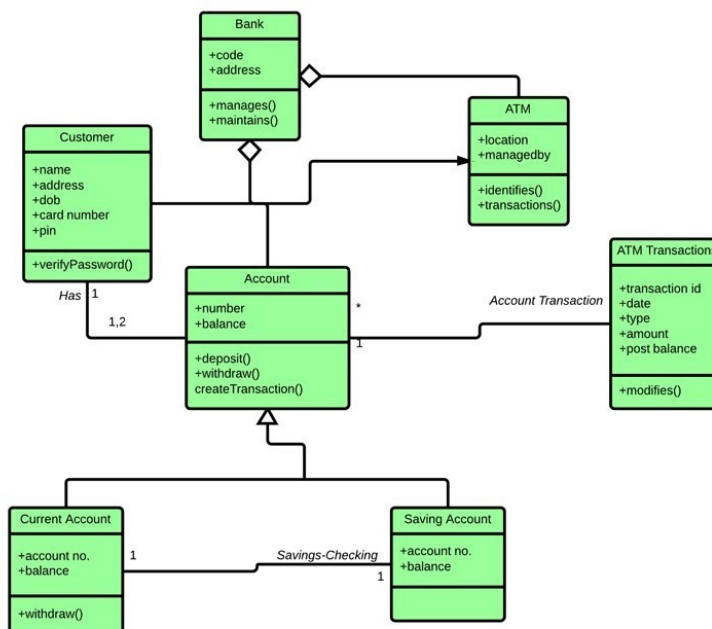 Bank
+code
+address
+manages()
+maintains()
ATM
+location
+managedby
+identifies()
+transactions()
Customer
+name
+address
+dob
+card number
+pin
+verifyPassword()
Has
1
1,2
Account
+number
+balance
+deposit()
+withdraw()
createTransaction()
*
1
Account Transaction
ATM Transactions
+transaction id
+date
+type
+amount
+post balance
+modifies()
Current Account
+account no.
+balance
+withdraw()
1
Savings-Checking
1
Saving Account
+account no.
+balance